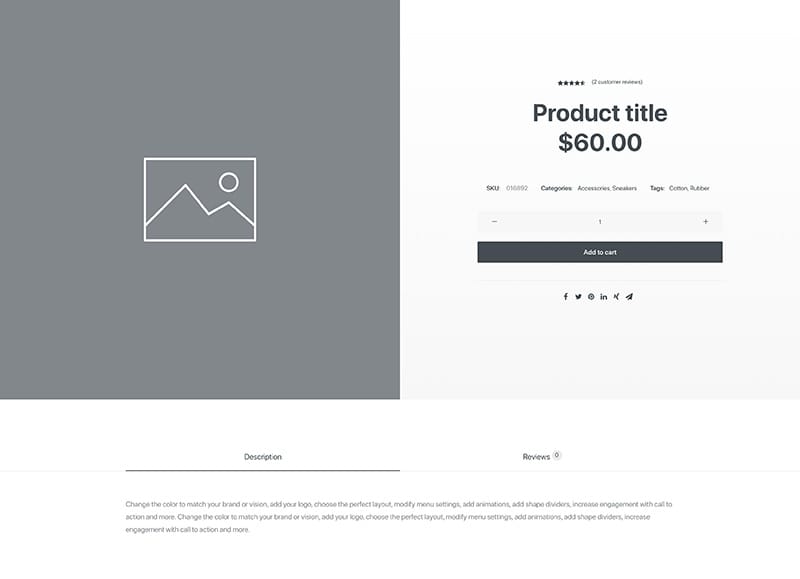 (2 customer reviews)
Product title
$60.00
SKU: 016892 Categories: Accessories, Sneakers Tags: Cotton, Rubber
− 1 +
Add to cart
Description Reviews 0
Change the color to match your brand or vision, add your logo, choose the perfect layout, modify menu settings, add animations, add shape dividers, increase engagement with call to
action and more. Change the color to match your brand or vision, add your logo, choose the perfect layout, modify menu settings, add animations, add shape dividers, increase
engagement with call to action and more.